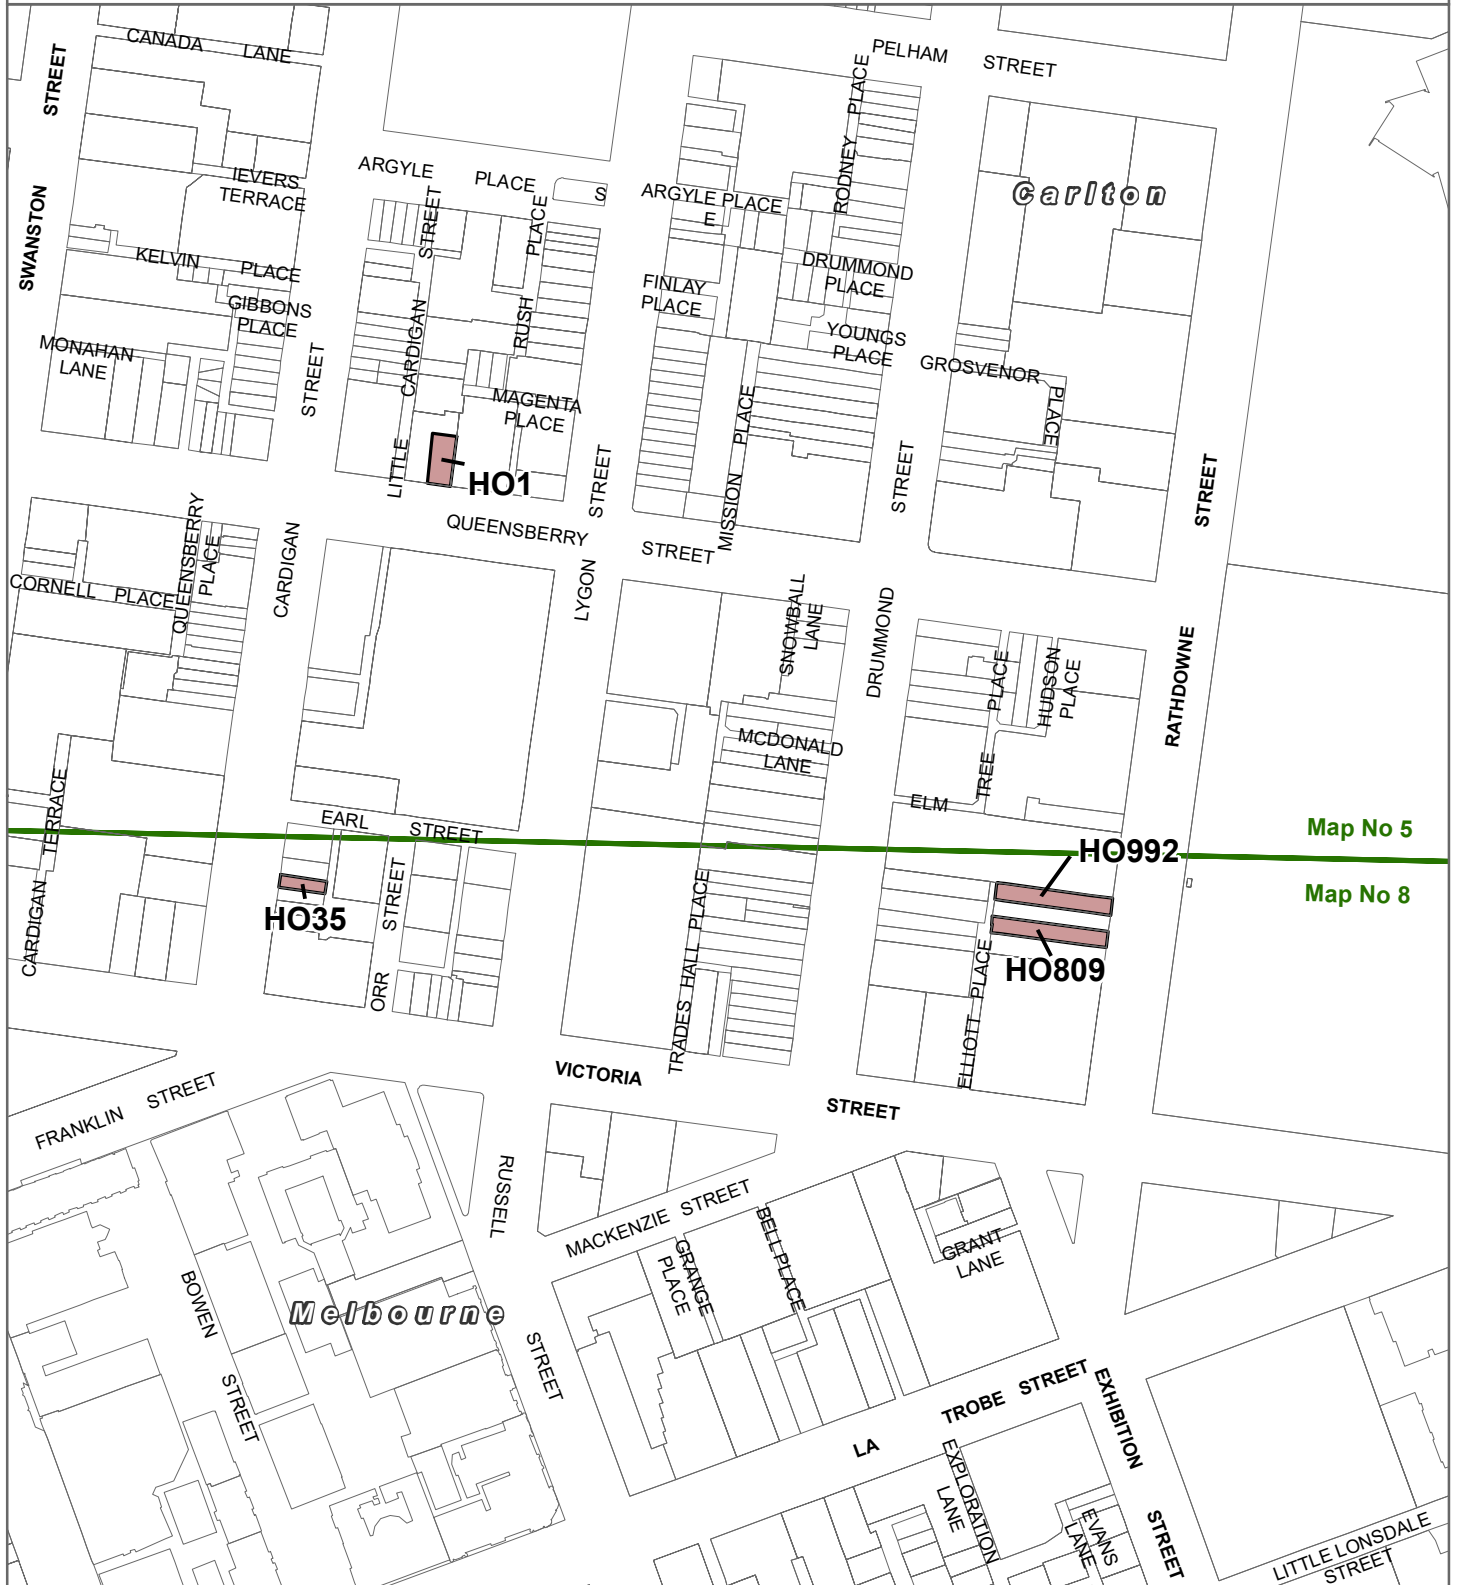 CANADA LANE
PELHAM STREET
SWANSTON STREET
IEVERS
TERRACE
ARGYLE PLACE S
ARGYLE PLACE
E
RODNEY PLACE
Carlton
KELVIN PLACE
GIBBONS
PLACE
MONAHAN
LANE
STREET
LITTLE CARDIGAN STREET
RUSH PLACE
MAGENTA
PLACE
FINLAY
PLACE
DRUMMOND
PLACE
YOUNGS
PLACE
GROSVENOR PLACE
MISSION PLACE
HO1
QUEENSBERRY STREET
QUEENSBERRY
PLACE
CORNELL PLACE
CARDIGAN
LYGON STREET
SNOWBALL
LANE
DRUMMOND STREET
RATHDOWNE STREET
HUDSON
PLACE
ELM TREE PLACE
MCDONALD
LANE
CARDIGAN TERRACE
EARL STREET
Map No 5
HO992
Map No 8
HO35
ORR STREET
TRADES HALL PLACE
HO809
ELLIOTT PLACE
VICTORIA STREET
FRANKLIN STREET
RUSSELL STREET
MACKENZIE STREET
GRANGE
PLACE
BELL PLACE
GRANT
LANE
BOWEN STREET
Melbourne
LA TROBE STREET
EXHIBITION STREET
EXPLORATION
LANE
EVANS
LANE
LITTLE LONSDALE
STREET